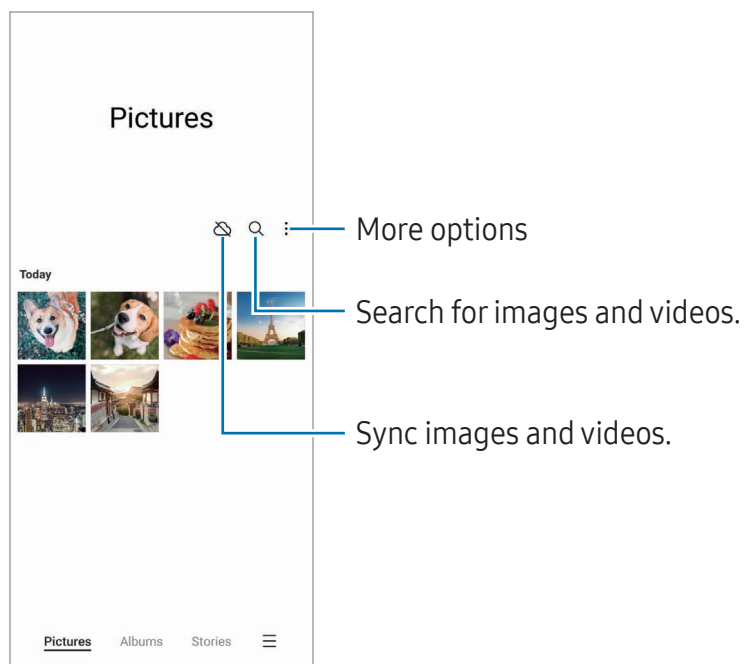 Pictures
More options
Today
Search for images and videos.
Sync images and videos.
Pictures Albums Stories